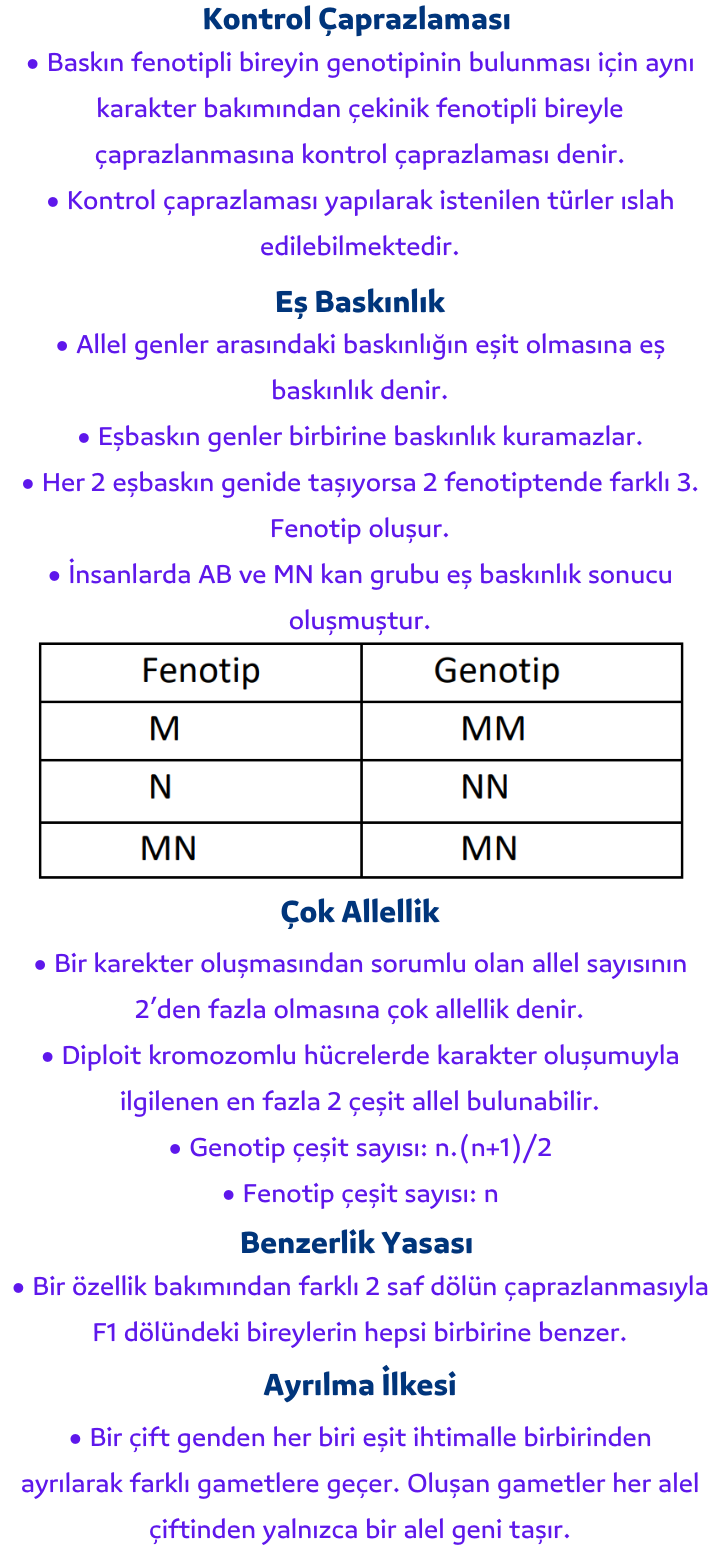 Kontrol Çaprazlaması
• Baskın fenotipli bireyin genotipinin bulunması için aynı
karakter bakımından çekinik fenotipli bireyle
çaprazlanmasına kontrol çaprazlaması denir.
• Kontrol çaprazlaması yapılarak istenilen türler ıslah
edilebilmektedir.
Eş Baskınlık
• Allel genler arasındaki baskınlığın eşit olmasına eş
baskınlık denir.
• Eşbaskın genler birbirine baskınlık kuramazlar.
• Her 2 eşbaskın genide taşıyorsa 2 fenotiptende farklı 3.
Fenotip oluşur.
• İnsanlarda AB ve MN kan grubu eş baskınlık sonucu
oluşmuştur.
Fenotip Genotip
M MM
N NN
MN MN
Çok Allellik
• Bir karekter oluşmasından sorumlu olan allel sayısının
2’den fazla olmasına çok allellik denir.
• Diploit kromozomlu hücrelerde karakter oluşumuyla
ilgilenen en fazla 2 çeşit allel bulunabilir.
• Genotip çeşit sayısı: n.(n+1)/2
• Fenotip çeşit sayısı: n
Benzerlik Yasası
• Bir özellik bakımından farklı 2 saf dölün çaprazlanmasıyla
F1 dölündeki bireylerin hepsi birbirine benzer.
Ayrılma İlkesi
• Bir çift genden her biri eşit ihtimalle birbirinden
ayrılarak farklı gametlere geçer. Oluşan gametler her alel
çiftinden yalnızca bir alel geni taşır.